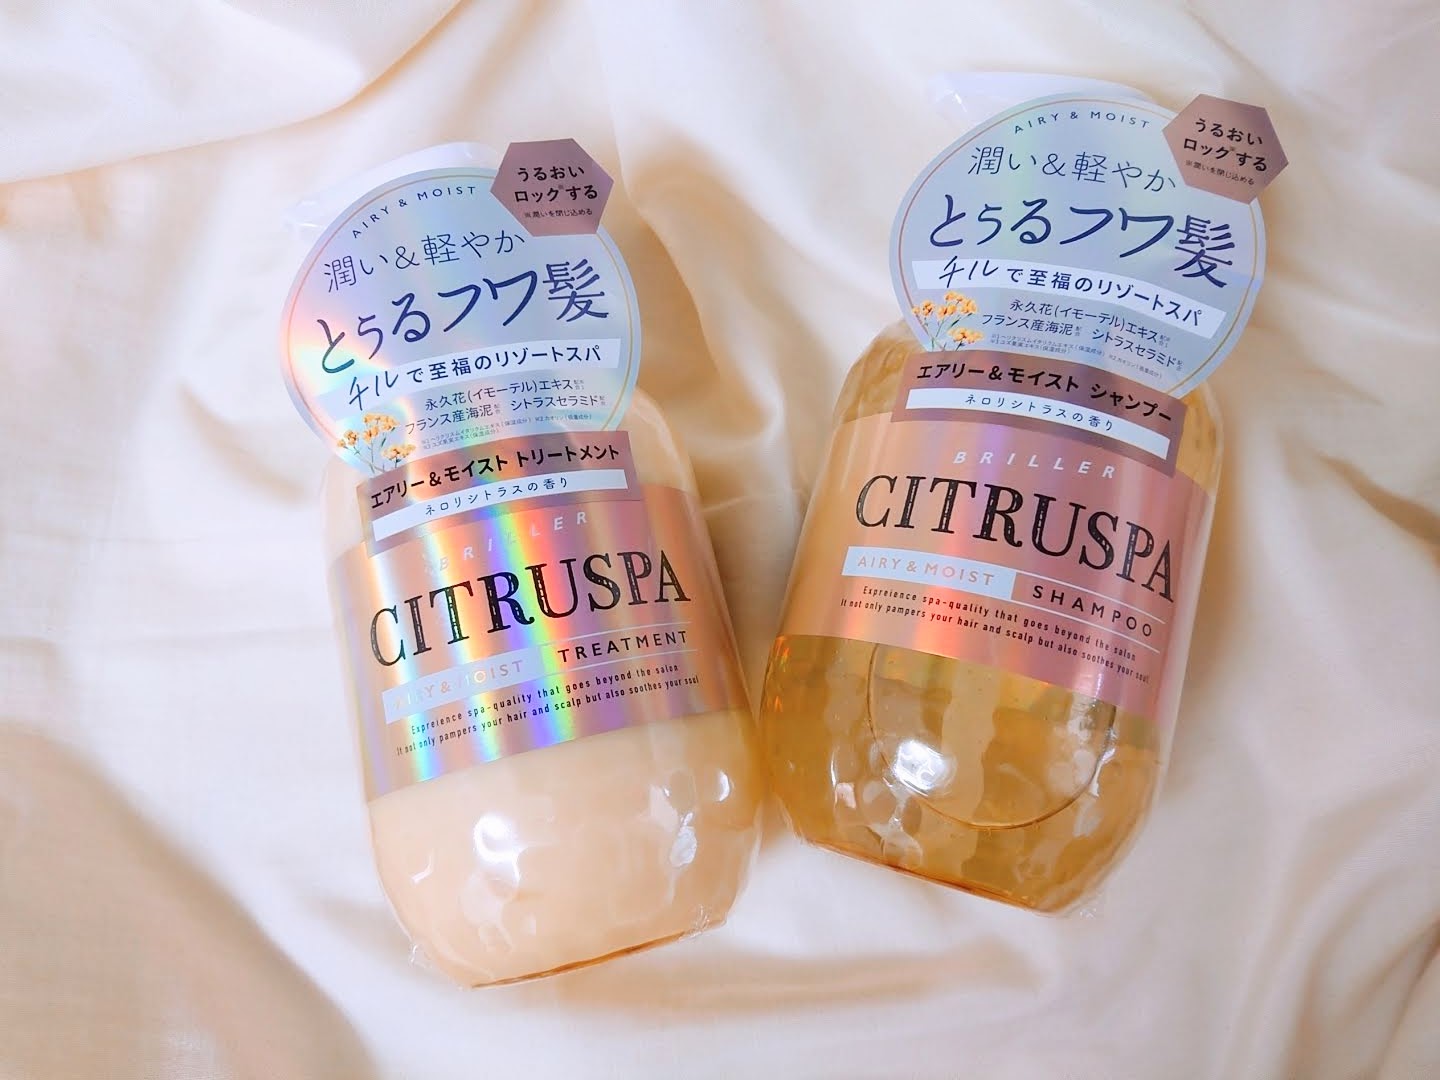 AIRY & MOIST
うるおい
ロック※する
※潤いを閉じ込める
潤い&軽やか
とぅるフワ髪
チルで至福のリゾートスパ
永久花(イモーテル)エキス
フランス産海泥 シトラスセラミド
エアリー&モイスト トリートメント
ネロリシトラスの香り
BRILLER
CITRUSPA
AIRY & MOIST TREATMENT
Expreience spa-quality that goes beyond the salon
It not only pampers your hair and scalp but also soothes your soul
AIRY & MOIST
うるおい
ロック※する
※潤いを閉じ込める
潤い&軽やか
とぅるフワ髪
チルで至福のリゾートスパ
永久花(イモーテル)エキス
フランス産海泥 シトラスセラミド
エアリー&モイスト シャンプー
ネロリシトラスの香り
BRILLER
CITRUSPA
AIRY & MOIST SHAMPOO
Expreience spa-quality that goes beyond the salon
It not only pampers your hair and scalp but also soothes your soul